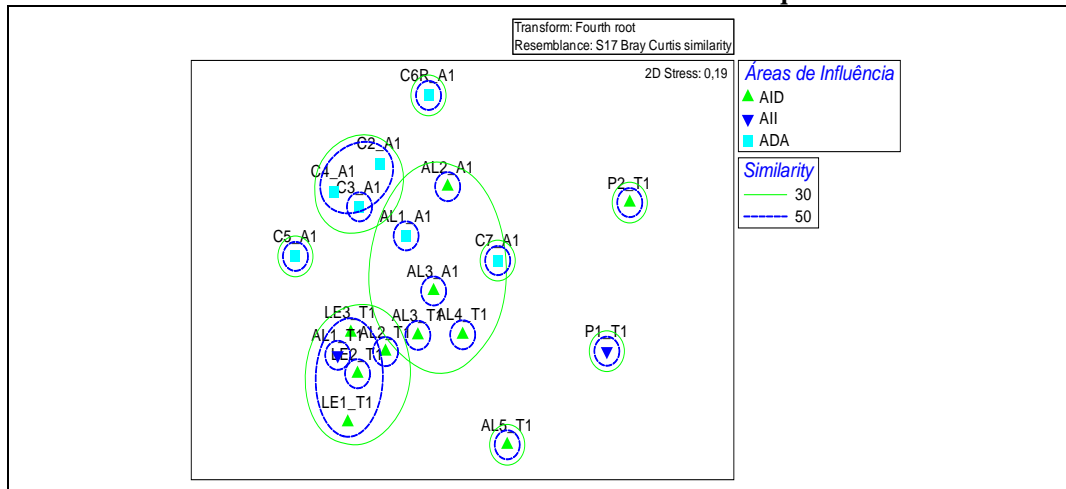 Transform: Fourth root
Resemblance: S17 Bray Curtis similarity
2D Stress: 0,19
Áreas de Influência
AID
AII
ADA
Similarity
30
50
C6R_A1
C2_A1
C4_A1
C3_A1
AL2_A1
P2_T1
AL1_A1
C7_A1
C5_A1
AL3_A1
LE3_T1
AL3_T1
AL4_T1
AL1_T1
AL2_T1
P1_T1
LE2_T1
LE1_T1
AL5_T1